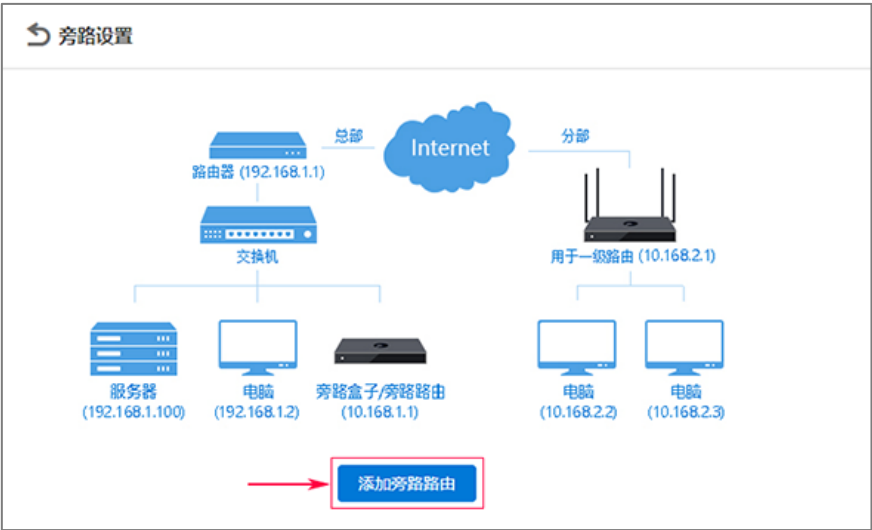 旁路设置
总部
Internet
分部
路由器 (192.168.1.1)
交换机
用于一级路由 (10.168.2.1)
服务器
(192.168.1.100)
电脑
(192.168.1.2)
旁路盒子/旁路路由
(10.168.1.1)
电脑
(10.168.2.2)
电脑
(10.168.2.3)
添加旁路路由